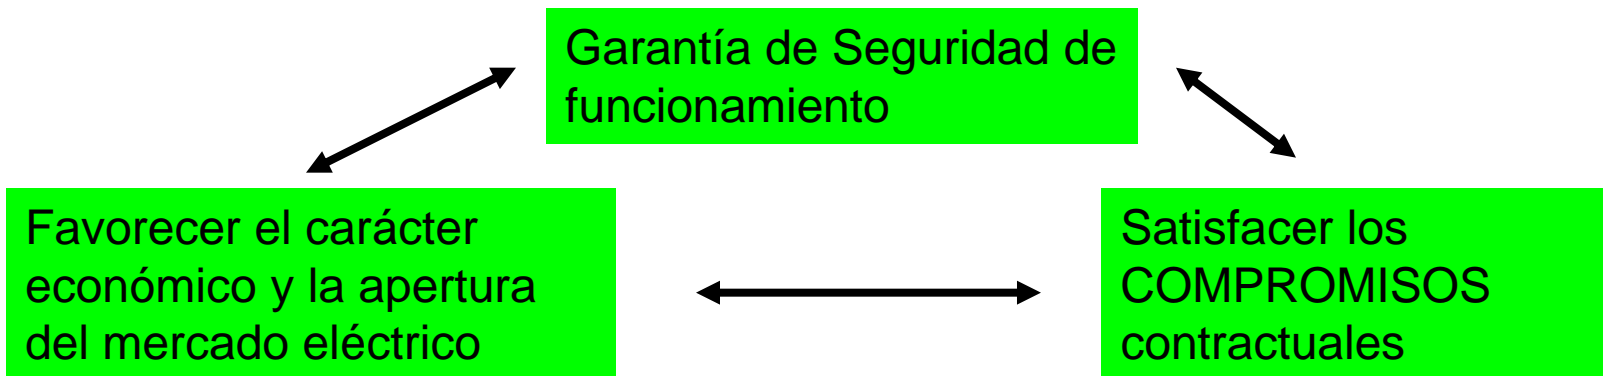 Garantía de Seguridad de
funcionamiento
Favorecer el carácter
económico y la apertura
del mercado eléctrico
Satisfacer los
COMPROMISOS
contractuales